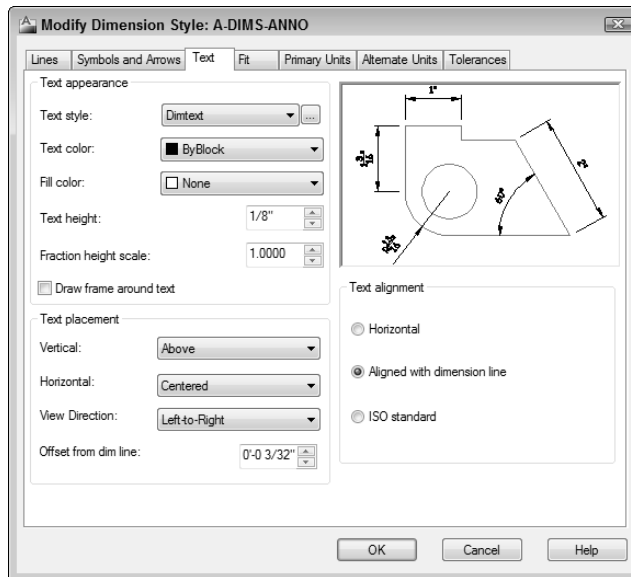 Modify Dimension Style: A-DIMS-ANNO
Lines Symbols and Arrows Text Fit Primary Units Alternate Units Tolerances
Text appearance
Text style: Dimtext ...
Text color: ByBlock
Fill color: None
Text height: 1/8"
Fraction height scale: 1.0000
Draw frame around text
Text placement
Vertical: Above
Horizontal: Centered
View Direction: Left-to-Right
Offset from dim line: 0'-0 3/32"
1"
60°
Text alignment
Horizontal
Aligned with dimension line
ISO standard
OK Cancel Help